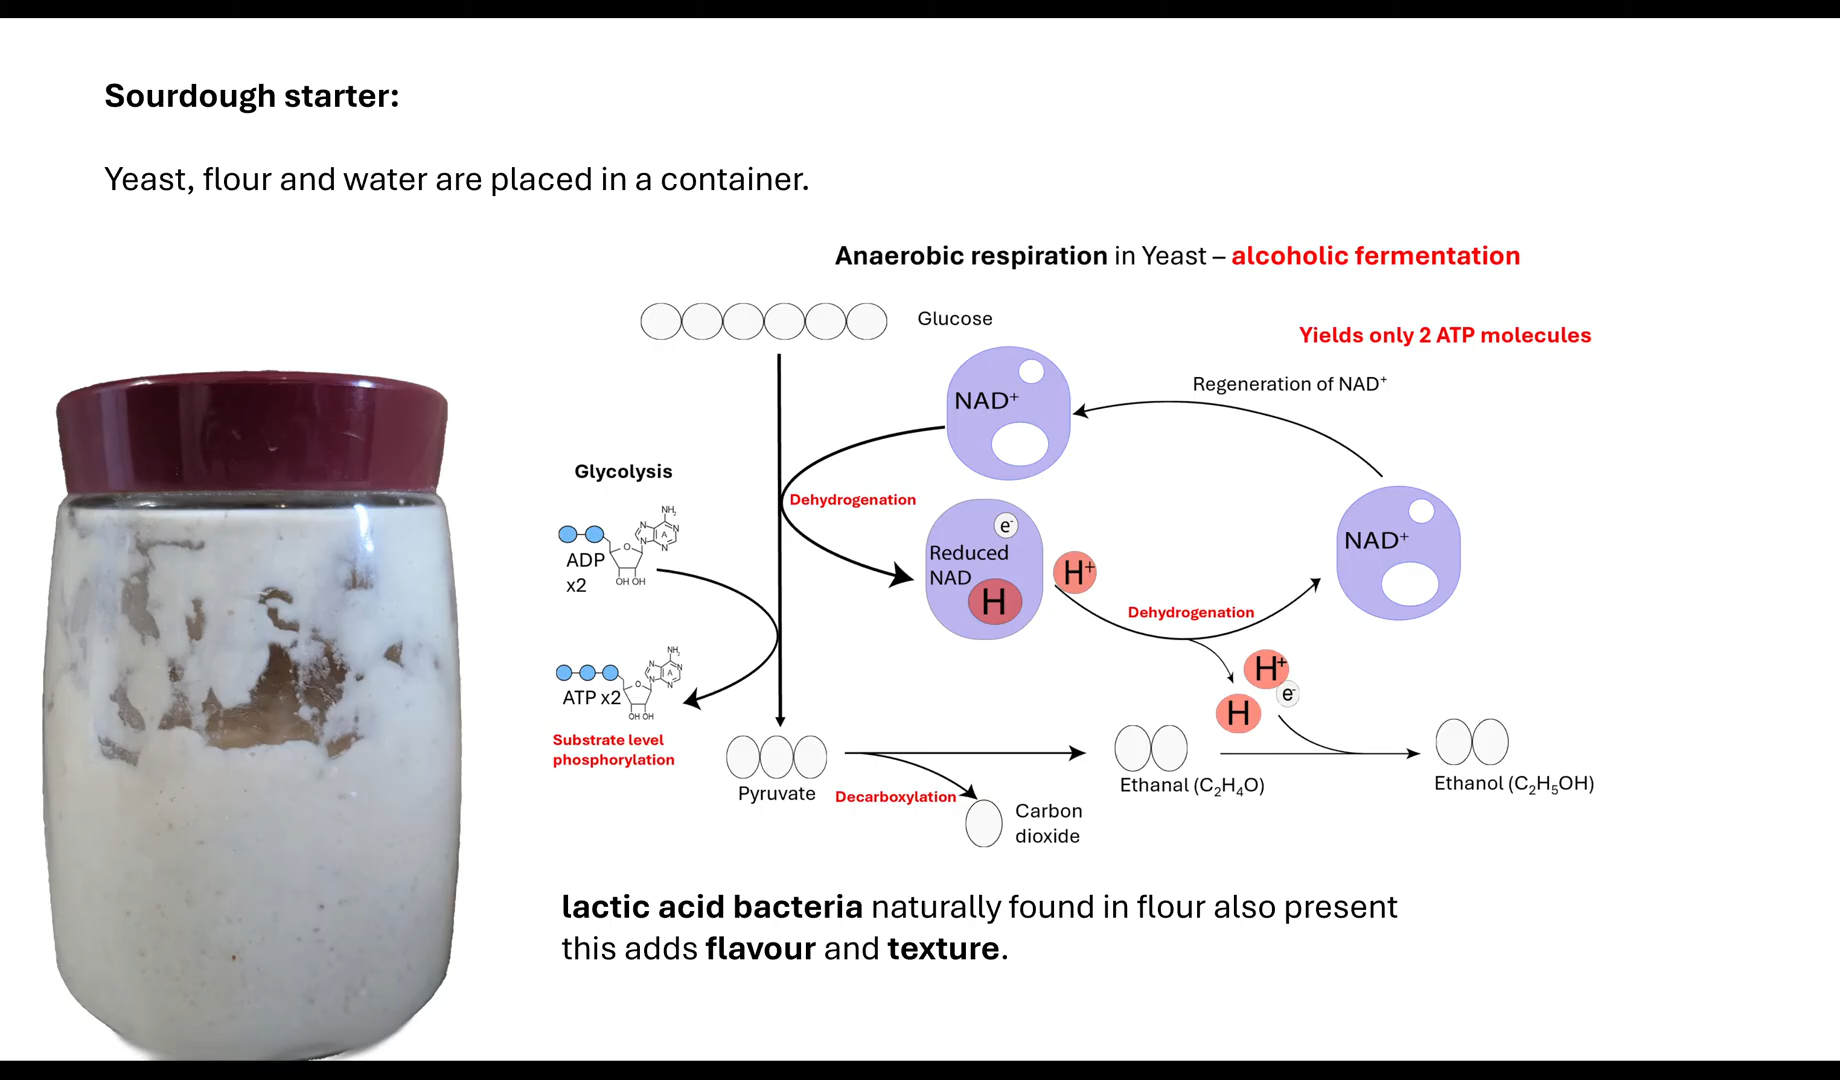 Sourdough starter:
Yeast, flour and water are placed in a container.
Anaerobic respiration in Yeast – alcoholic fermentation
Glucose
Yields only 2 ATP molecules
Regeneration of NAD⁺
NAD⁺
Glycolysis
Dehydrogenation
NH₂
N
N
A
N
N
O
OH OH
ADP
x2
e⁻
Reduced
NAD
H
H⁺
NAD⁺
Dehydrogenation
NH₂
N
N
A
N
N
O
OH OH
ATP x2
H⁺
e⁻
H
Substrate level
phosphorylation
Pyruvate
Decarboxylation
Carbon
dioxide
Ethanal (C₂H₄O)
Ethanol (C₂H₅OH)
lactic acid bacteria naturally found in flour also present
this adds flavour and texture.